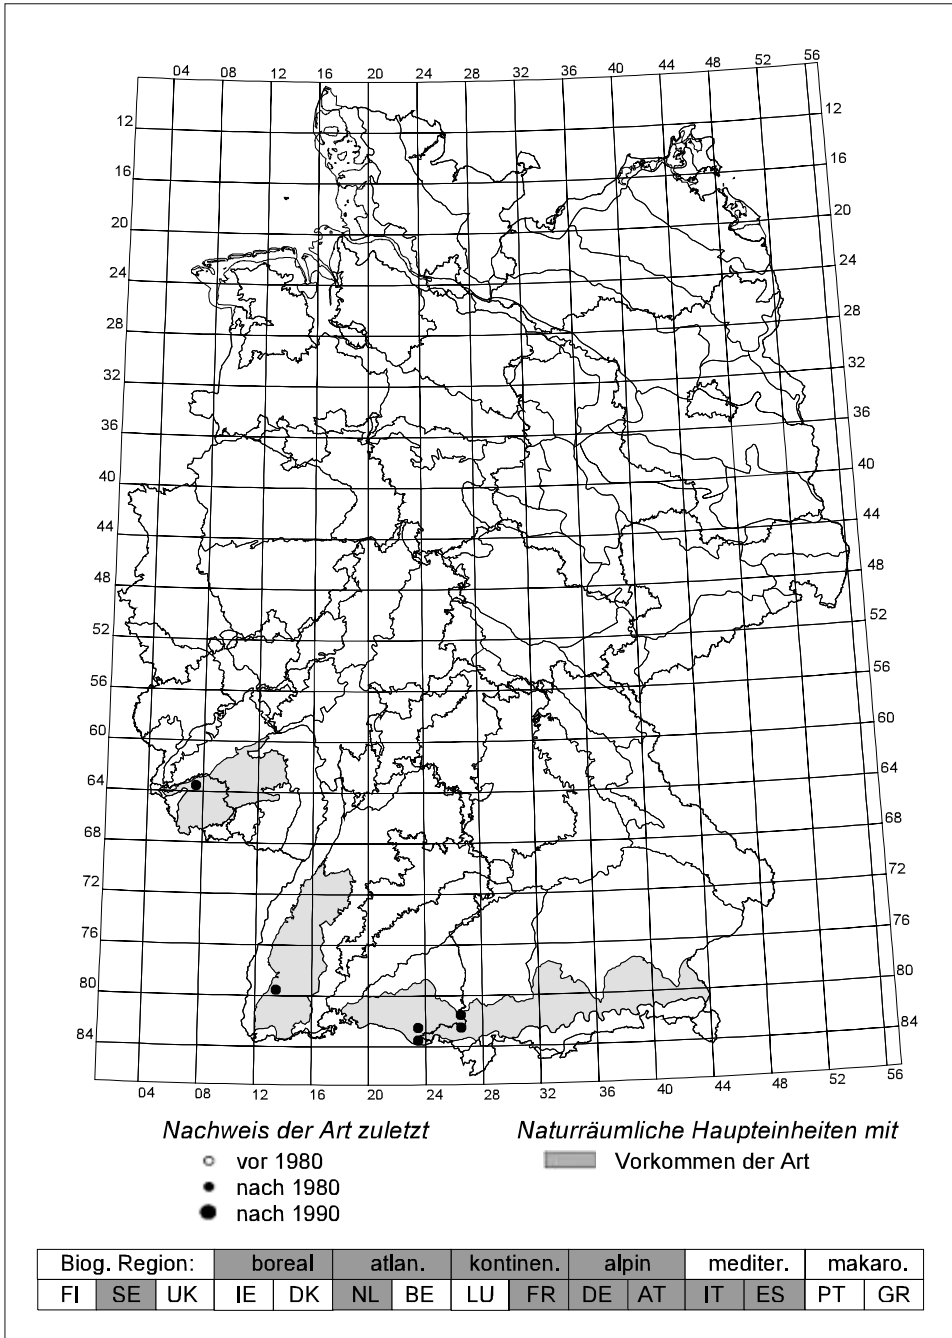 04 08 12 16 20 24 28 32 36 40 44 48 52 56
12 12
16 16
20 20
24 24
28 28
32 32
36 36
40 40
44 44
48 48
52 52
56 56
60 60
64 64
68 68
72 72
76 76
80 80
84 84
04 08 12 16 20 24 28 32 36 40 44 48 52 56
Nachweis der Art zuletzt Naturräumliche Haupteinheiten mit
vor 1980 Vorkommen der Art
nach 1980
nach 1990
Biog. Region: boreal atlan. kontinen. alpin mediter. makaro.
FI SE UK IE DK NL BE LU FR DE AT IT ES PT GR